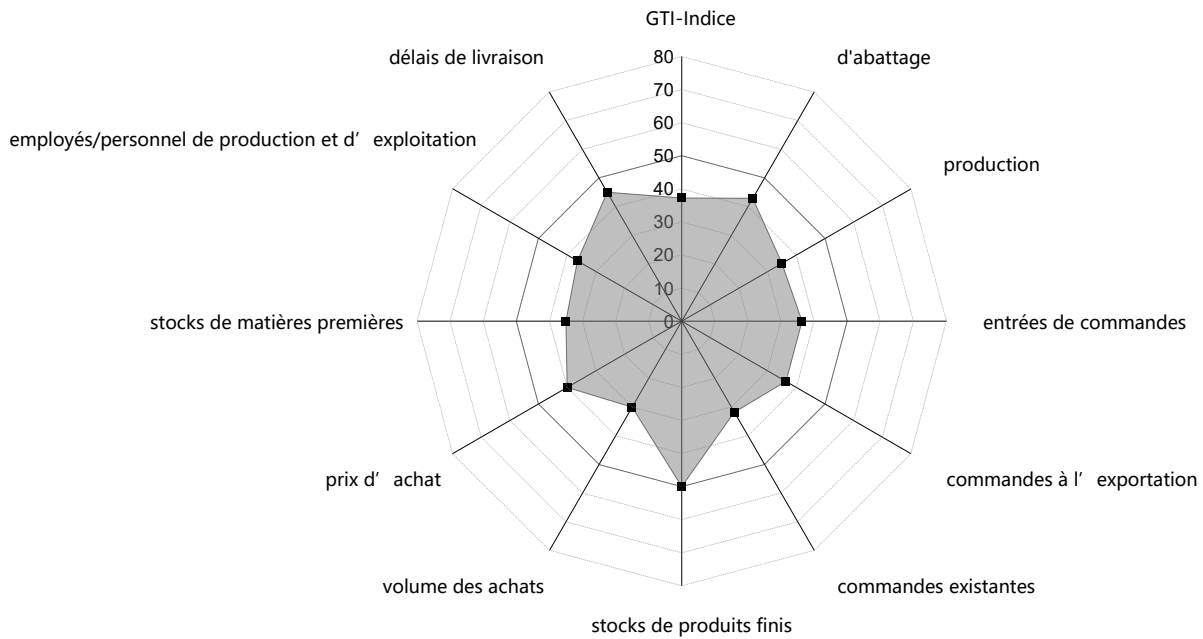 GTI-Indice
délais de livraison
80
d'abattage
70
employés/personnel de production et d’ exploitation
60
production
50
40
30
20
10
stocks de matières premières
0
entrées de commandes
prix d’ achat
commandes à l’ exportation
volume des achats
commandes existantes
stocks de produits finis